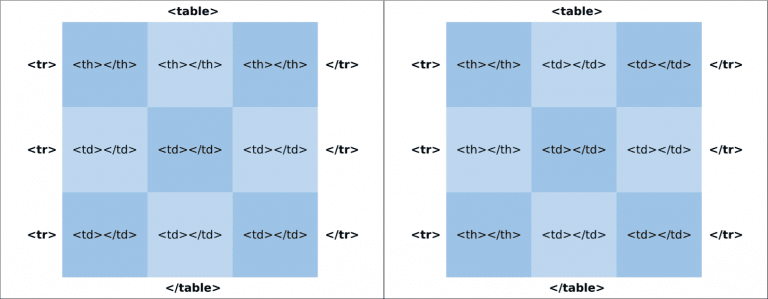 <table>
<tr> <th></th> <th></th> <th></th> </tr>
<tr> <td></td> <td></td> <td></td> </tr>
<tr> <td></td> <td></td> <td></td> </tr>
</table>
<table>
<tr> <th></th> <td></td> <td></td> </tr>
<tr> <th></th> <td></td> <td></td> </tr>
<tr> <th></th> <td></td> <td></td> </tr>
</table>